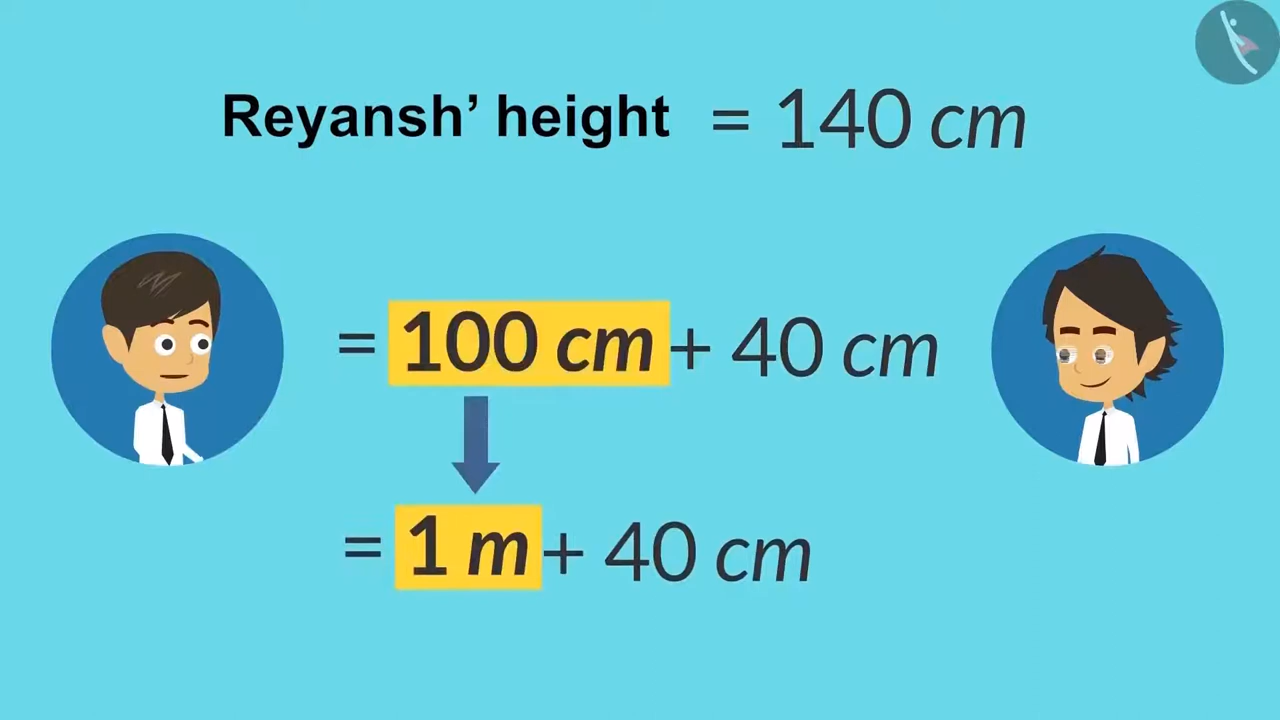 Reyansh’ height = 140 cm
= 100 cm + 40 cm
= 1 m + 40 cm